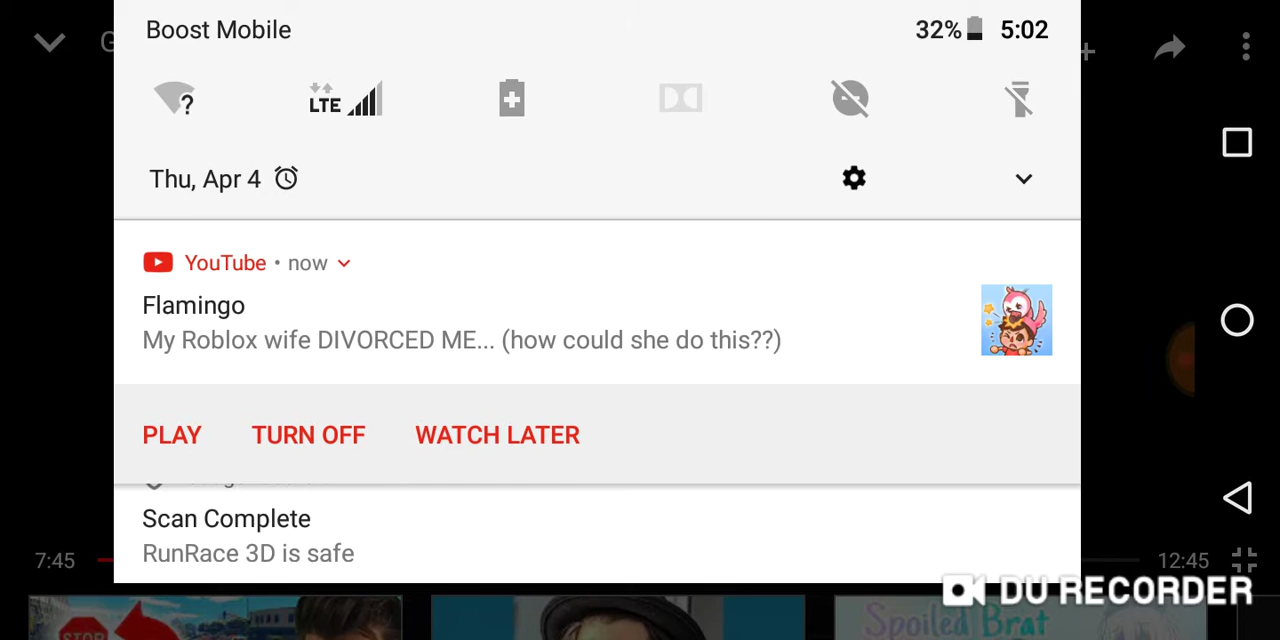 Boost Mobile
32% 5:02
?
LTE
Thu, Apr 4
YouTube • now
Flamingo
My Roblox wife DIVORCED ME... (how could she do this??)
PLAY TURN OFF WATCH LATER
Scan Complete
RunRace 3D is safe
7:45
12:45
DU RECORDER
STOP
Spoiled Brat